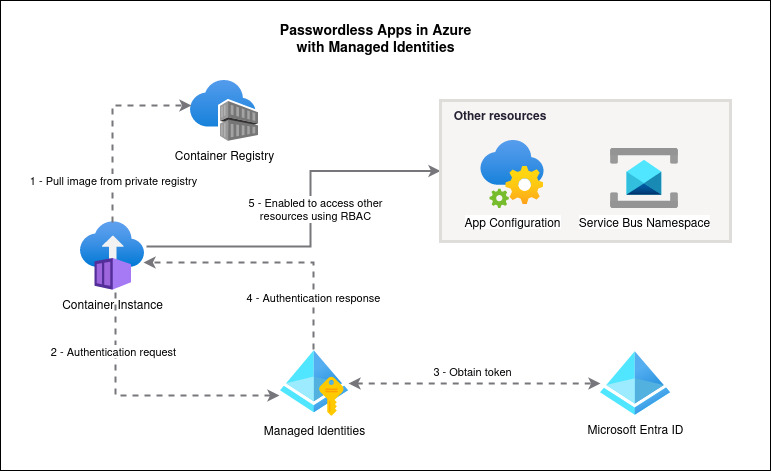 Passwordless Apps in Azure
with Managed Identities
Container Registry
Other resources
App Configuration
Service Bus Namespace
1 - Pull image from private registry
5 - Enabled to access other
resources using RBAC
Container Instance
4 - Authentication response
2 - Authentication request
3 - Obtain token
Managed Identities
Microsoft Entra ID